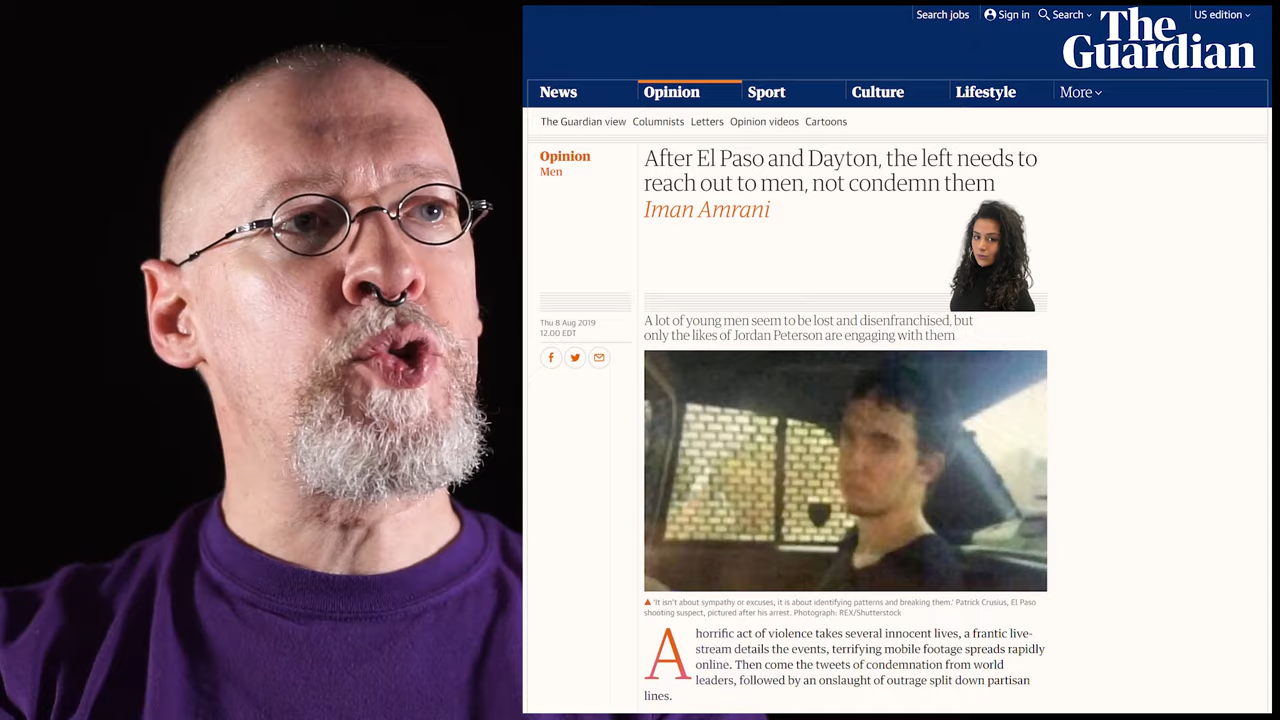 Search jobs
Sign in
Search
US edition
The
Guardian
News
Opinion
Sport
Culture
Lifestyle
More
The Guardian view
Columnists
Letters
Opinion videos
Cartoons
Opinion
Men
After El Paso and Dayton, the left needs to
reach out to men, not condemn them
Iman Amrani
Thu 8 Aug 2019
12.00 EDT
A lot of young men seem to be lost and disenfranchised, but
only the likes of Jordan Peterson are engaging with them
'It isn't about sympathy or excuses, it is about identifying patterns and breaking them.' Patrick Crusius, El Paso
shooting suspect, pictured after his arrest. Photograph: REX/Shutterstock
A horrific act of violence takes several innocent lives, a frantic live-
stream details the events, terrifying mobile footage spreads rapidly
online. Then come the tweets of condemnation from world
leaders, followed by an onslaught of outrage split down partisan
lines.